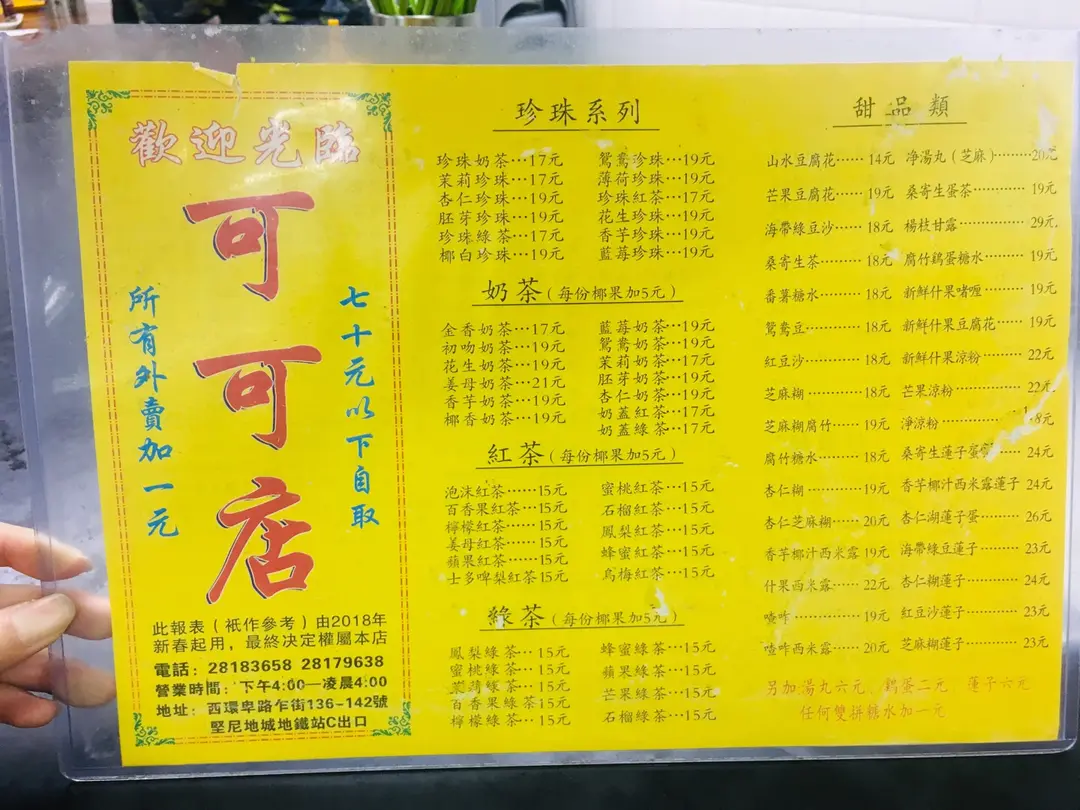 歡迎光臨
可可店
七十元以下自取
所有外賣加一元
此報表（祇作參考）由2018年
新春起用，最終決定權屬本店
電話：28183658 28179638
營業時間：下午4:00—凌晨4:00
地址：西環卑路乍街136-142號
堅尼地城地鐵站C出口
珍珠系列
珍珠奶茶…17元 鴛鴦珍珠…19元
茉莉珍珠…17元 薄荷珍珠…19元
杏仁珍珠…19元 珍珠紅茶…17元
胚芽珍珠…19元 花生珍珠…19元
珍珠綠茶…17元 香芋珍珠…19元
椰白珍珠…19元 藍莓珍珠…19元
奶茶（每份椰果加5元）
金香奶茶…17元 藍莓奶茶…19元
初吻奶茶…19元 鴛鴦奶茶…19元
花生奶茶…19元 茉莉奶茶…17元
姜母奶茶…21元 胚芽奶茶…19元
香芋奶茶…19元 杏仁奶茶…19元
椰香奶茶…19元 奶蓋紅茶…17元
奶蓋綠茶…17元
紅茶（每份椰果加5元）
泡沫紅茶……15元 蜜桃紅茶…15元
百香果紅茶…15元 石榴紅茶…15元
檸檬紅茶……15元 鳳梨紅茶…15元
姜母紅茶……15元 蜂蜜紅茶…15元
蘋果紅茶……15元 烏梅紅茶…15元
士多啤梨紅茶15元
綠茶（每份椰果加5元）
鳳梨綠茶…15元 蜂蜜綠茶…15元
蜜桃綠茶…15元 蘋果綠茶…15元
綠茶…15元 芒果綠茶…15元
百香果綠茶…15元 石榴綠茶…15元
檸檬綠茶…15元
甜品類
山水豆腐花……14元 净湯丸（芝麻）………20元
芒果豆腐花……19元 桑寄生蛋茶…………19元
海帶綠豆沙……18元 楊枝甘露……………29元
桑寄生茶………18元 腐竹鷄蛋糖水………19元
番薯糖水………18元 新鮮什果啫喱………19元
鴛鴦豆…………18元 新鮮什果豆腐花……19元
紅豆沙…………18元 新鮮什果涼粉………22元
芝麻糊…………18元 芒果涼粉……………22元
芝麻糊腐竹……19元 淨涼粉………………8元
腐竹糖水………18元 桑寄生蓮子蛋……24元
杏仁糊…………19元 香芋椰汁西米露蓮子 24元
杏仁芝麻糊……20元 杏仁湖蓮子蛋………26元
香芋椰汁西米露 19元 海帶綠豆蓮子………23元
什果西米露……22元 杏仁糊蓮子…………24元
喳咋……………19元 紅豆沙蓮子…………23元
喳咋西米露……20元 芝麻糊蓮子…………23元
另加湯丸六元、鷄蛋二元 蓮子六元
任何雙拼糖水加一元